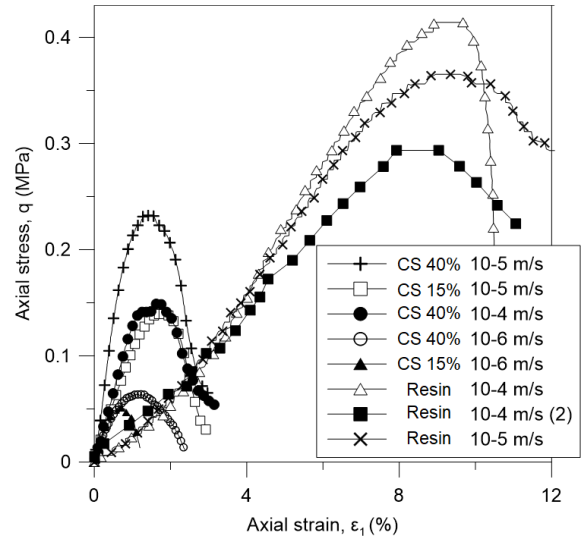 0.4
0.3
0.2
0.1
0
Axial stress, q (MPa)
CS 40% 10-5 m/s
CS 15% 10-5 m/s
CS 40% 10-4 m/s
CS 40% 10-6 m/s
CS 15% 10-6 m/s
Resin 10-4 m/s
Resin 10-4 m/s (2)
Resin 10-5 m/s
0 4 8 12
Axial strain, ε₁ (%)